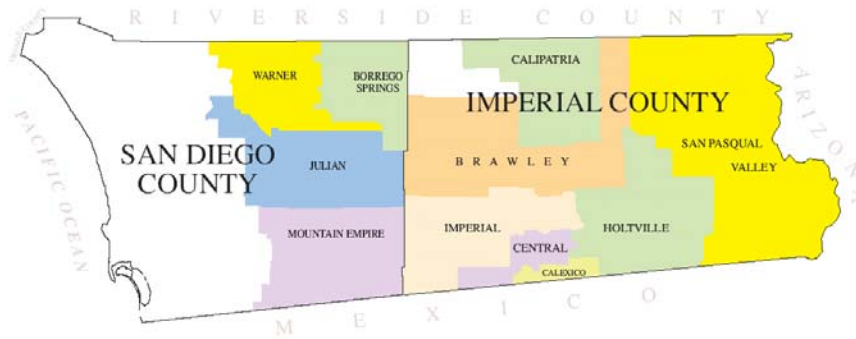 RIVERSIDE COUNTY
WARNER
BORREGO
SPRINGS
CALIPATRIA
IMPERIAL COUNTY
ARIZONA
PACIFIC OCEAN
SAN DIEGO
COUNTY
JULIAN
BRAWLEY
SAN PASQUAL
VALLEY
MOUNTAIN EMPIRE
IMPERIAL
CENTRAL
HOLTVILLE
CALEXICO
MEXICO